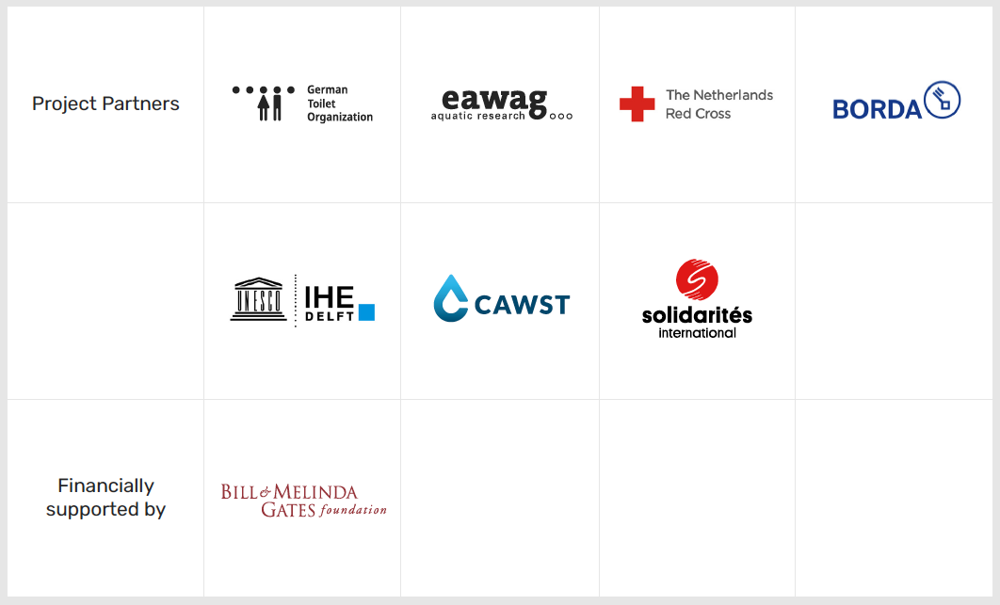 Project Partners
German
Toilet
Organization
eawag
aquatic research
The Netherlands
Red Cross
BORDA
UNESCO
IHE
DELFT
CAWST
solidarités
international
Financially
supported by
BILL & MELINDA
GATES foundation